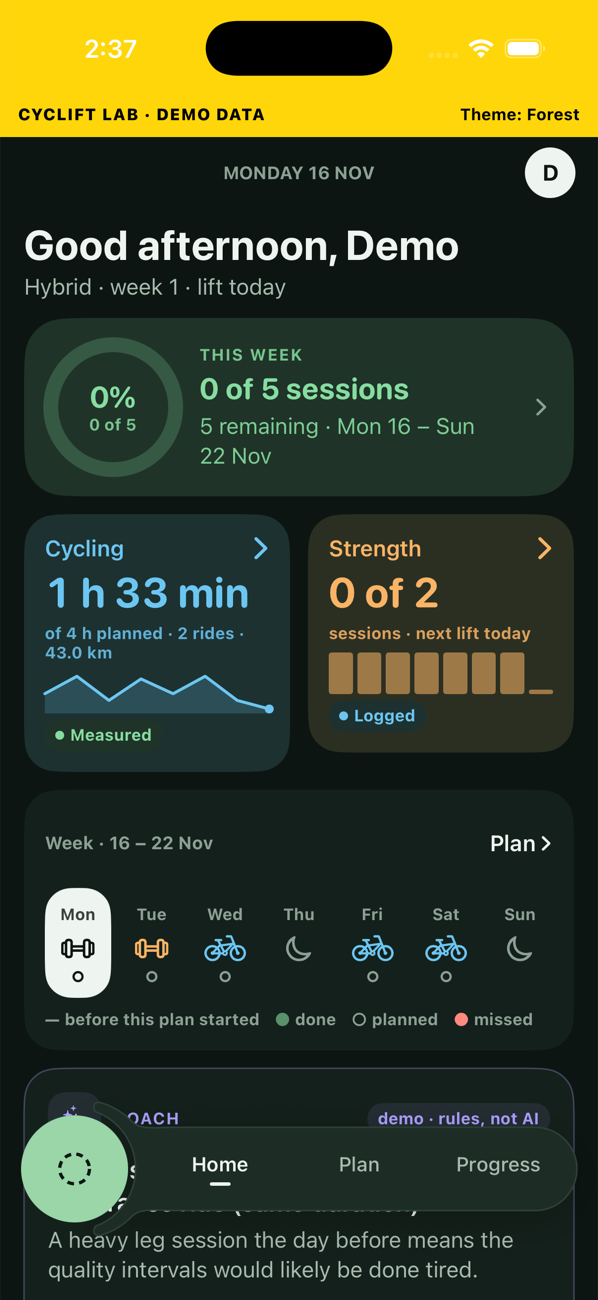 2:37
CYCLIFT LAB · DEMO DATA
Theme: Forest
MONDAY 16 NOV
D
Good afternoon, Demo
Hybrid · week 1 · lift today
0%
0 of 5
THIS WEEK
0 of 5 sessions
5 remaining · Mon 16 – Sun
22 Nov
Cycling
1 h 33 min
of 4 h planned · 2 rides ·
43.0 km
Measured
Strength
0 of 2
sessions · next lift today
Logged
Week · 16 – 22 Nov
Plan
Mon Tue Wed Thu Fri Sat Sun
— before this plan started done planned missed
demo · rules, not AI
Home
Plan
Progress
A heavy leg session the day before means the
quality intervals would likely be done tired.